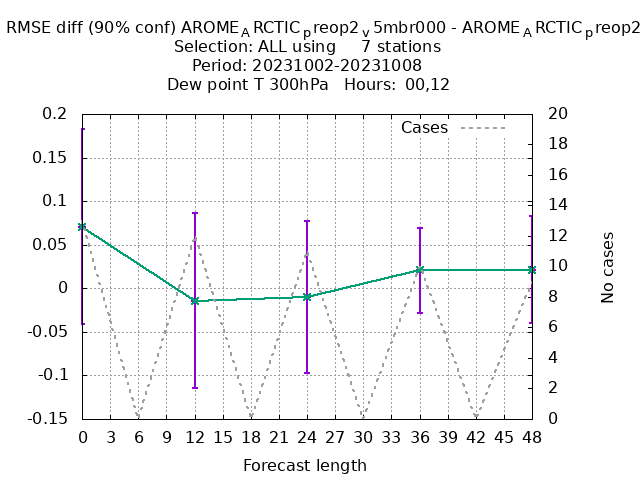 RMSE diff (90% conf) AROME_ARCTIC_preop2_v5mbr000 - AROME_ARCTIC_preop2
Selection: ALL using     7 stations
Period: 20231002-20231008
Dew point T 300hPa   Hours:  00,12
Cases
0.2
0.15
0.1
0.05
0
-0.05
-0.1
-0.15
20
18
16
14
12
10
8
6
4
2
0
No cases
0 3 6 9 12 15 18 21 24 27 30 33 36 39 42 45 48
Forecast length